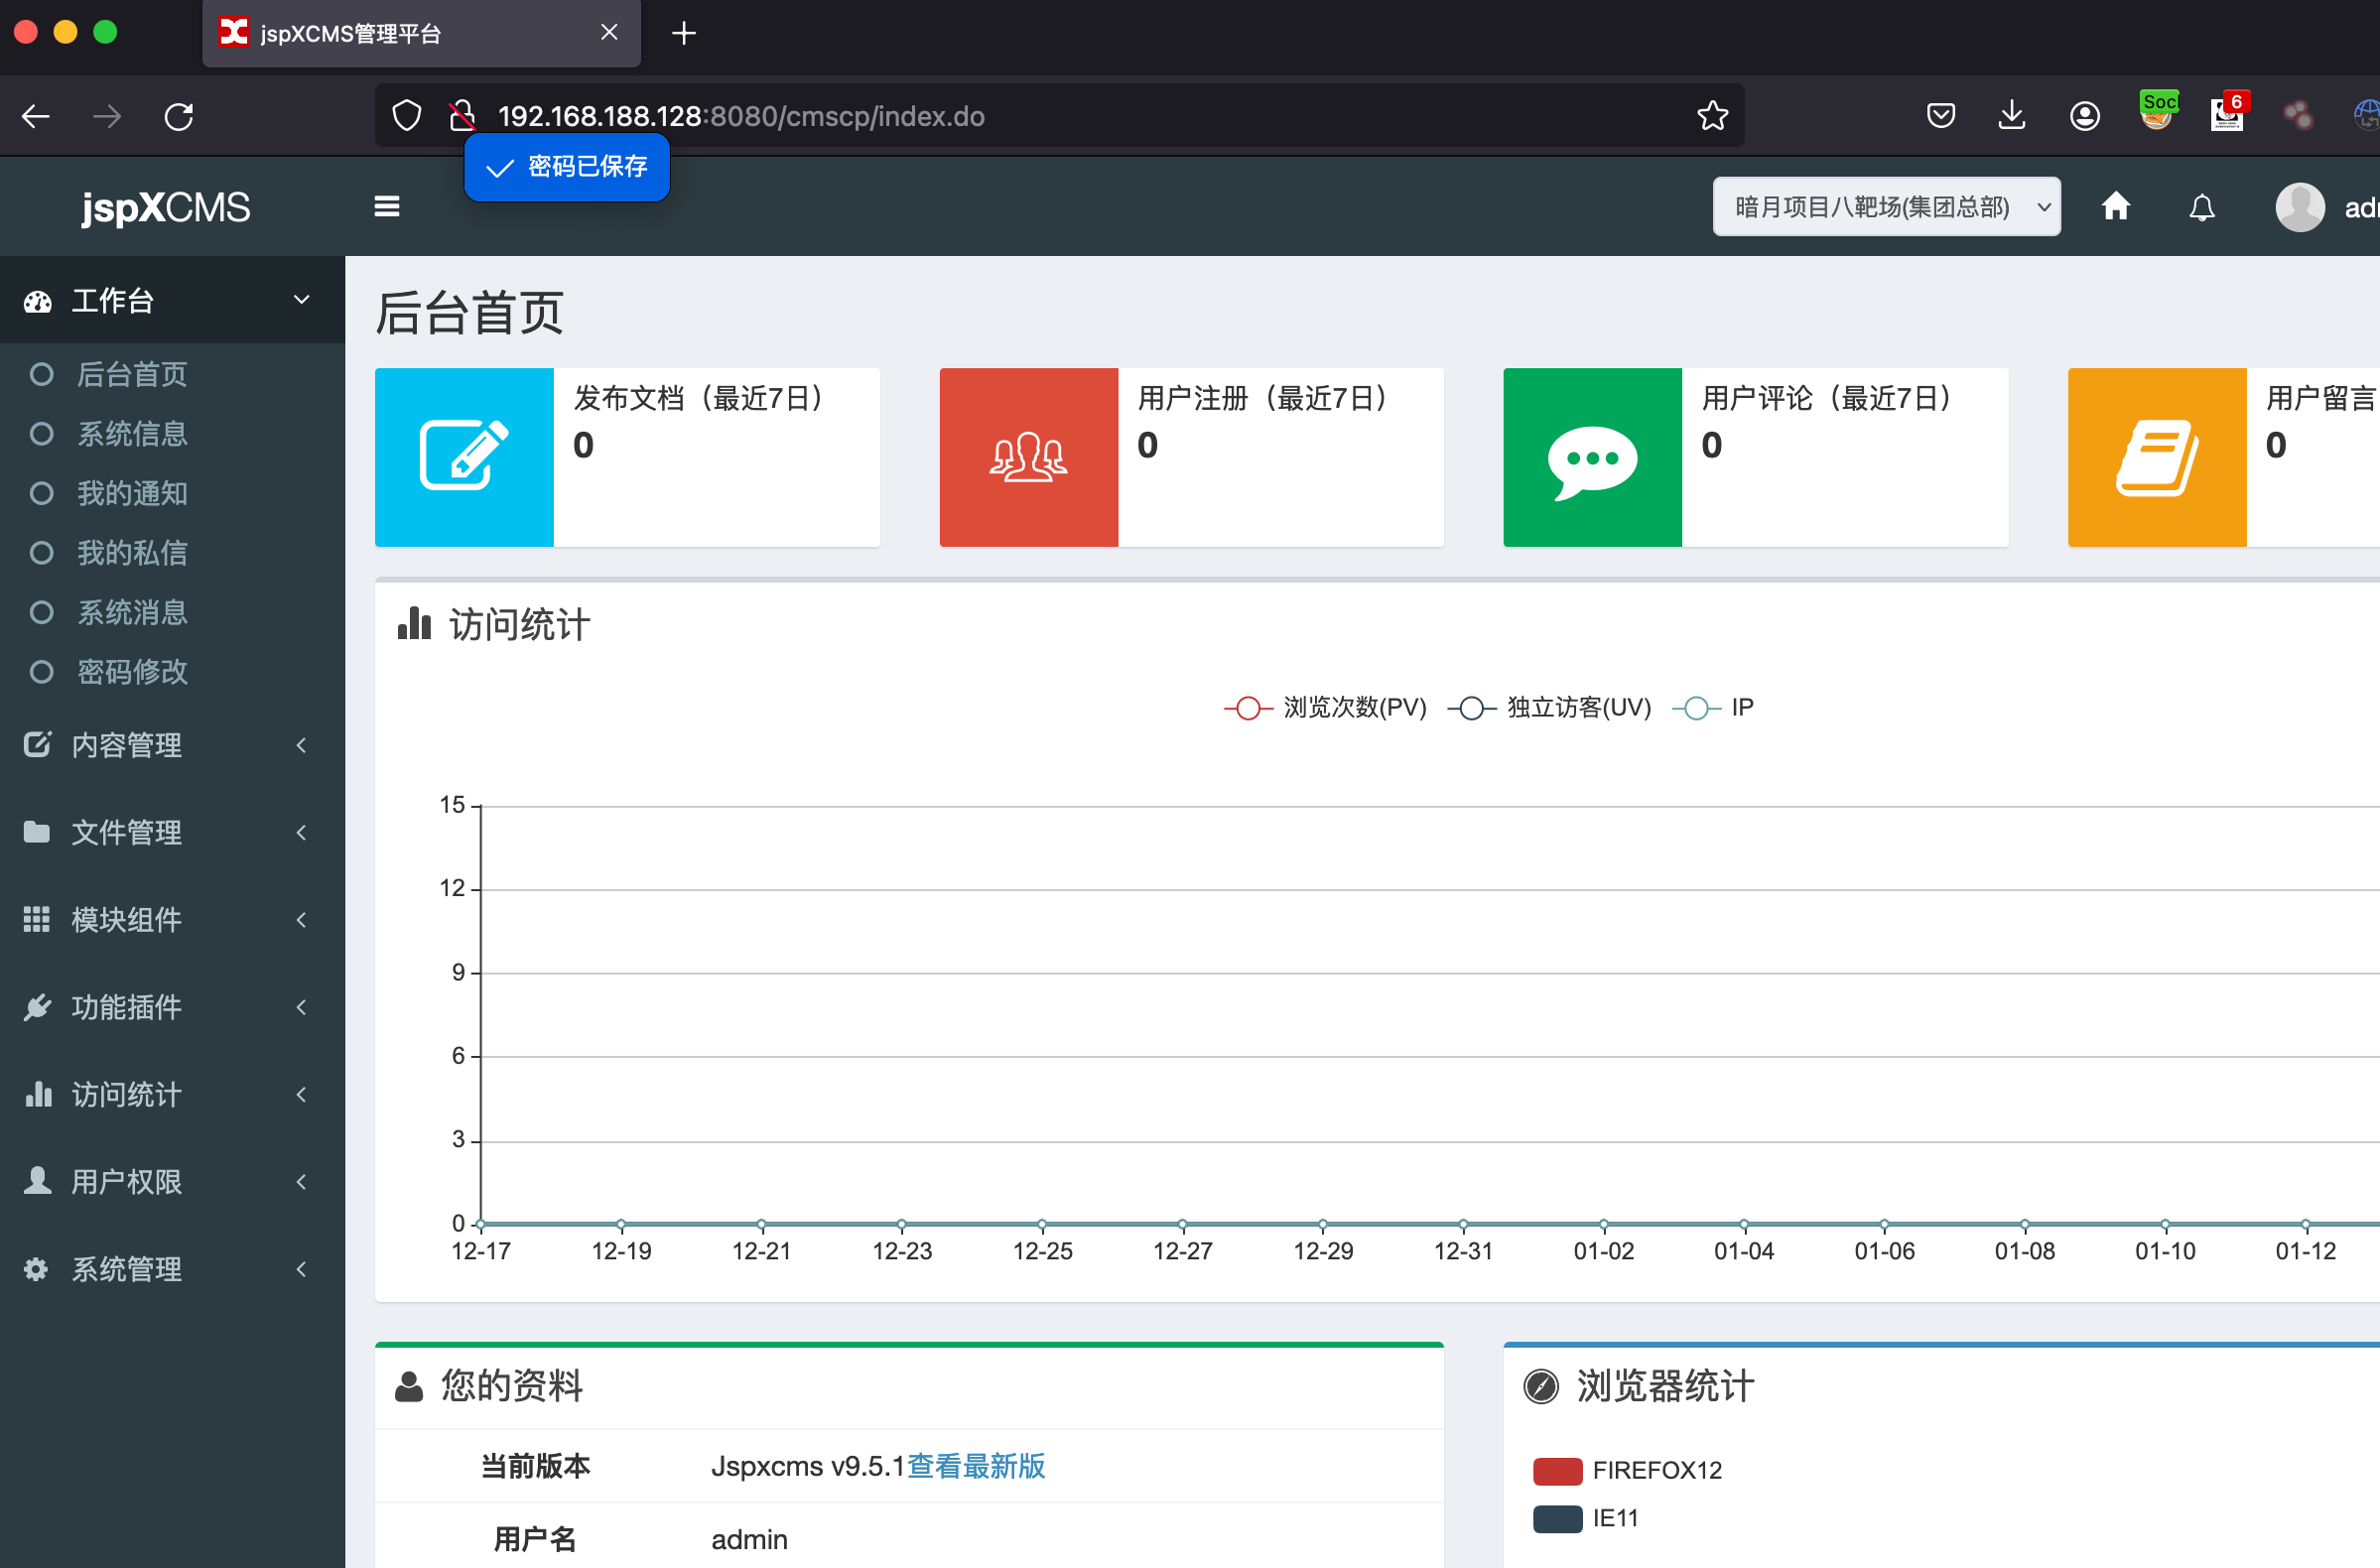 jspXCMS管理平台
192.168.188.128:8080/cmscp/index.do
Soc
6
密码已保存
jspXCMS
暗月项目八靶场(集团总部)
工作台
后台首页
系统信息
我的通知
我的私信
系统消息
密码修改
内容管理
文件管理
模块组件
功能插件
访问统计
用户权限
系统管理
后台首页
发布文档（最近7日）
0
用户注册（最近7日）
0
用户评论（最近7日）
0
用户留言
0
访问统计
浏览次数(PV) 独立访客(UV) IP
15
12
9
6
3
0
12-17 12-19 12-21 12-23 12-25 12-27 12-29 12-31 01-02 01-04 01-06 01-08 01-10 01-12
您的资料
当前版本 Jspxcms v9.5.1查看最新版
用户名 admin
浏览器统计
FIREFOX12
IE11